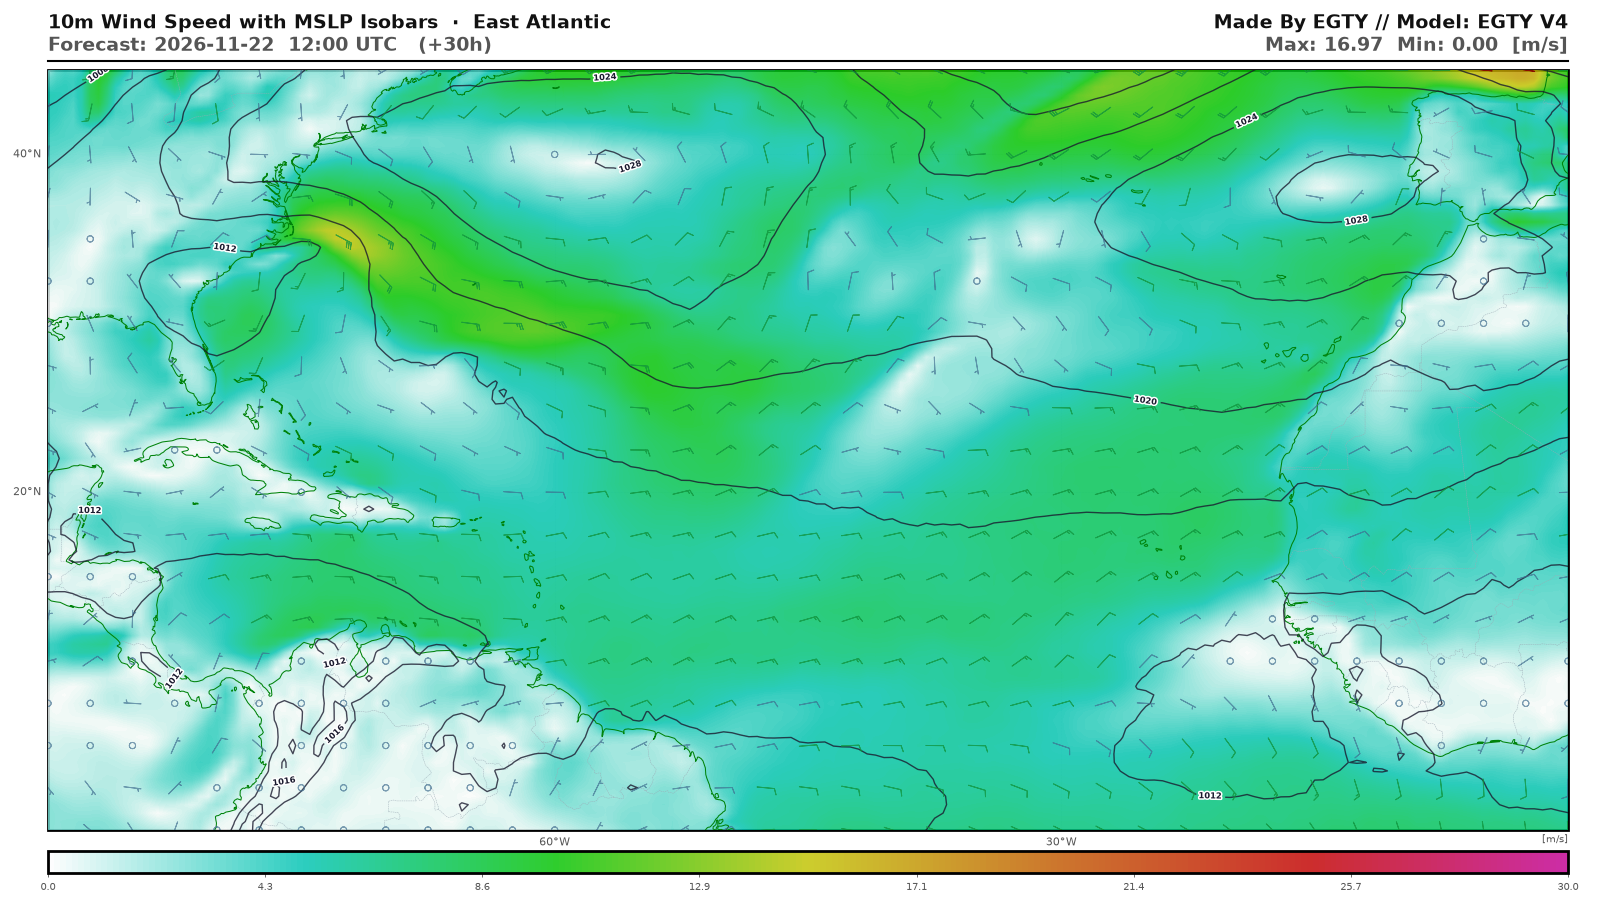 10m Wind Speed with MSLP Isobars · East Atlantic
Made By EGTY // Model: EGTY V4
Forecast: 2026-11-22 12:00 UTC (+30h)
Max: 16.97 Min: 0.00 [m/s]
1024
1024
40°N
1028
1028
1012
1020
20°N
1012
1012
1012
1016
1016
1012
60°W
30°W
[m/s]
0.0 4.3 8.6 12.9 17.1 21.4 25.7 30.0